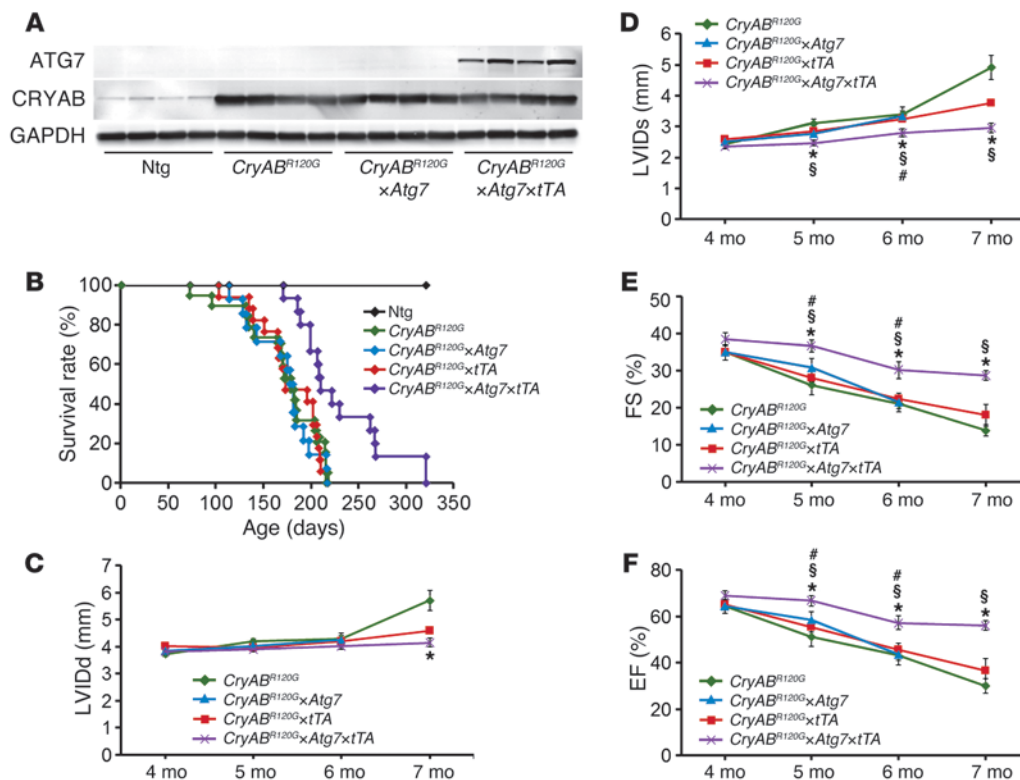 A
ATG7
CRYAB
GAPDH
Ntg
CryAB^R120G
CryAB^R120G
×Atg7
CryAB^R120G
×Atg7×tTA
B
Survival rate (%)
100
80
60
40
20
0
0 50 100 150 200 250 300 350
Age (days)
Ntg
CryAB^R120G
CryAB^R120G×Atg7
CryAB^R120G×tTA
CryAB^R120G×Atg7×tTA
C
LVIDd (mm)
7
6
5
4
3
2
1
0
*
CryAB^R120G
CryAB^R120G×Atg7
CryAB^R120G×tTA
CryAB^R120G×Atg7×tTA
4 mo 5 mo 6 mo 7 mo
D
CryAB^R120G
CryAB^R120G×Atg7
CryAB^R120G×tTA
CryAB^R120G×Atg7×tTA
LVIDs (mm)
6
5
4
3
2
1
0
* * *
§ § §
#
4 mo 5 mo 6 mo 7 mo
E
FS (%)
50
40
30
20
10
0
# #
§ § §
* * *
CryAB^R120G
CryAB^R120G×Atg7
CryAB^R120G×tTA
CryAB^R120G×Atg7×tTA
4 mo 5 mo 6 mo 7 mo
F
EF (%)
80
60
40
20
0
# #
§ § §
* * *
CryAB^R120G
CryAB^R120G×Atg7
CryAB^R120G×tTA
CryAB^R120G×Atg7×tTA
4 mo 5 mo 6 mo 7 mo